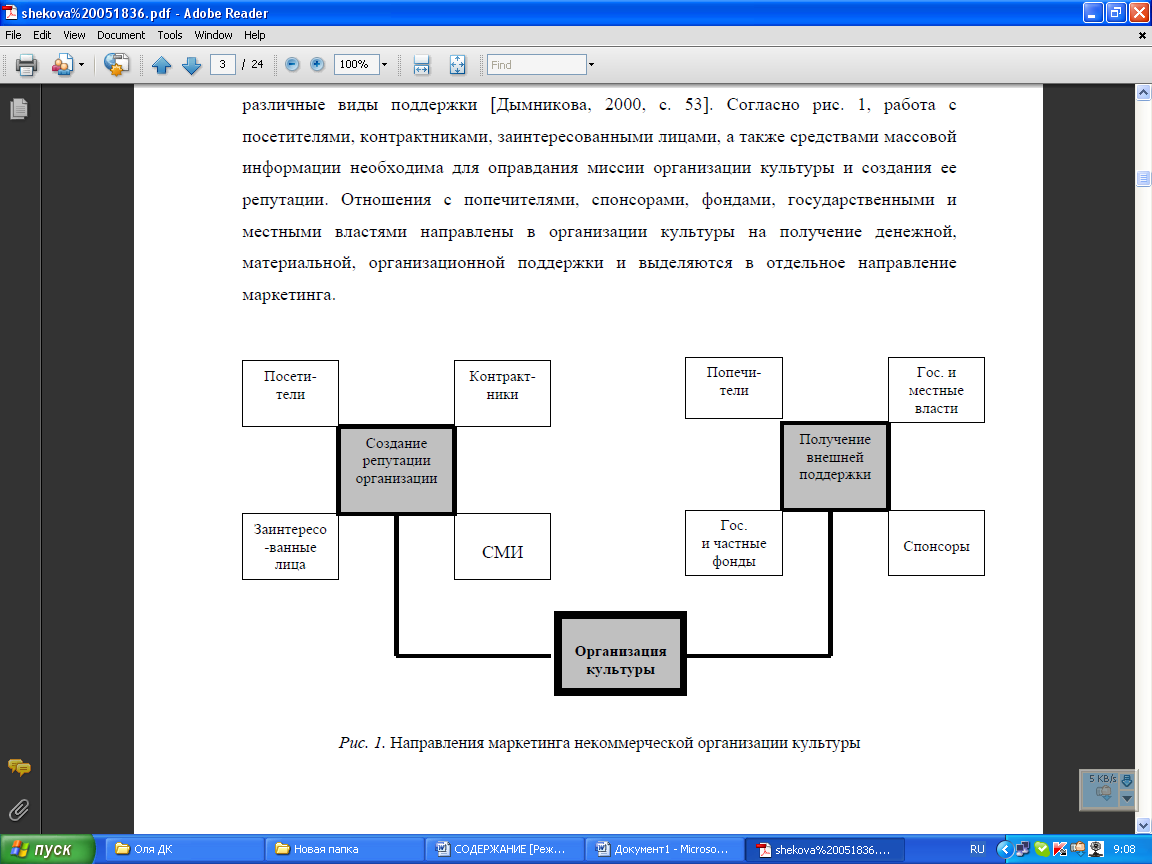 shekova%20051836.pdf - Adobe Reader
File Edit View Document Tools Window Help
3 / 24 100% Find
различные виды поддержки [Дымникова, 2000, с. 53]. Согласно рис. 1, работа с
посетителями, контрактниками, заинтересованными лицами, а также средствами массовой
информации необходима для оправдания миссии организации культуры и создания ее
репутации. Отношения с попечителями, спонсорами, фондами, государственными и
местными властями направлены в организации культуры на получение денежной,
материальной, организационной поддержки и выделяются в отдельное направление
маркетинга.
Посети-
тели
Контракт-
ники
Создание
репутации
организации
Заинтересо
-ванные
лица
СМИ
Попечи-
тели
Гос. и
местные
власти
Получение
внешней
поддержки
Гос.
и частные
фонды
Спонсоры
Организация
культуры
Рис. 1. Направления маркетинга некоммерческой организации культуры
5 KB/s
пуск Оля ДК Новая папка СОДЕРЖАНИЕ [Реж... Документ1 - Microso... shekova%20051836.... RU 9:08